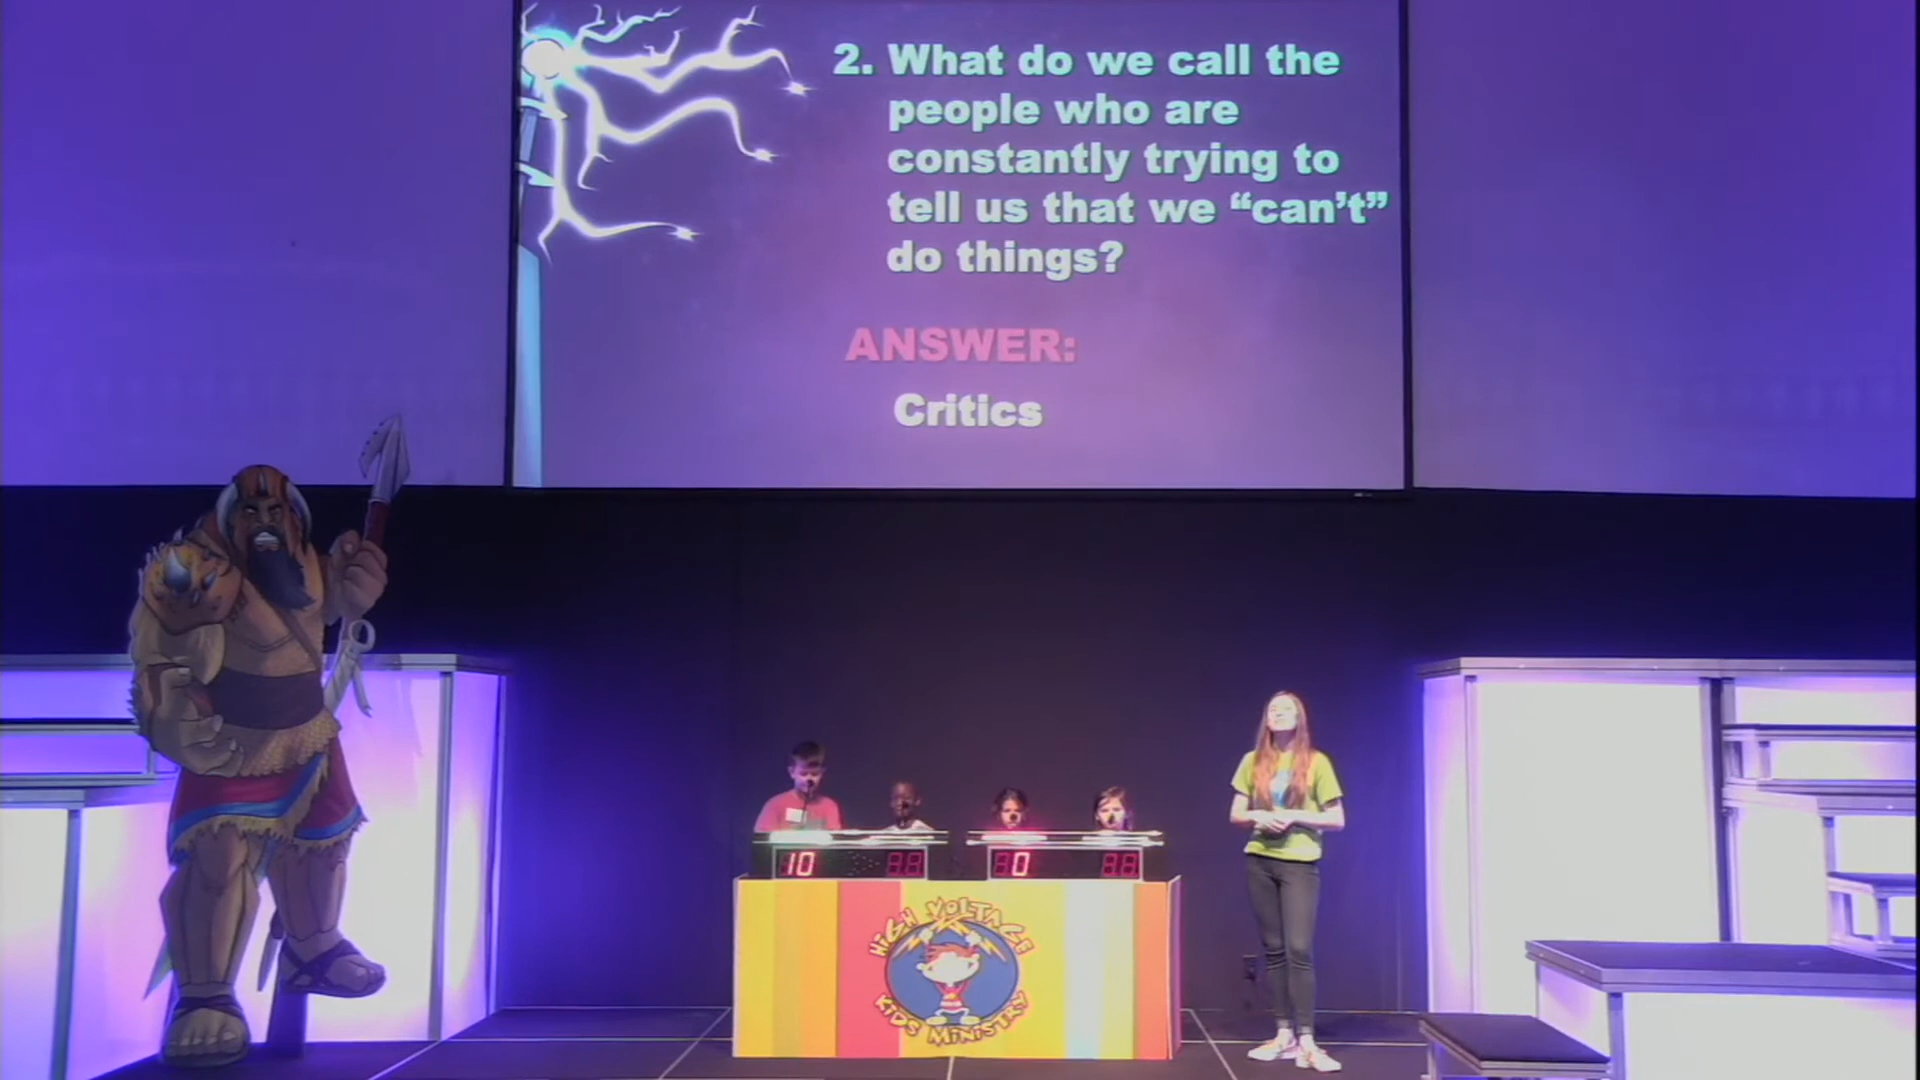 2. What do we call the
people who are
constantly trying to
tell us that we “can’t”
do things?
ANSWER:
Critics
10
0
HIGH VOLTAGE
KIDS MINISTRY